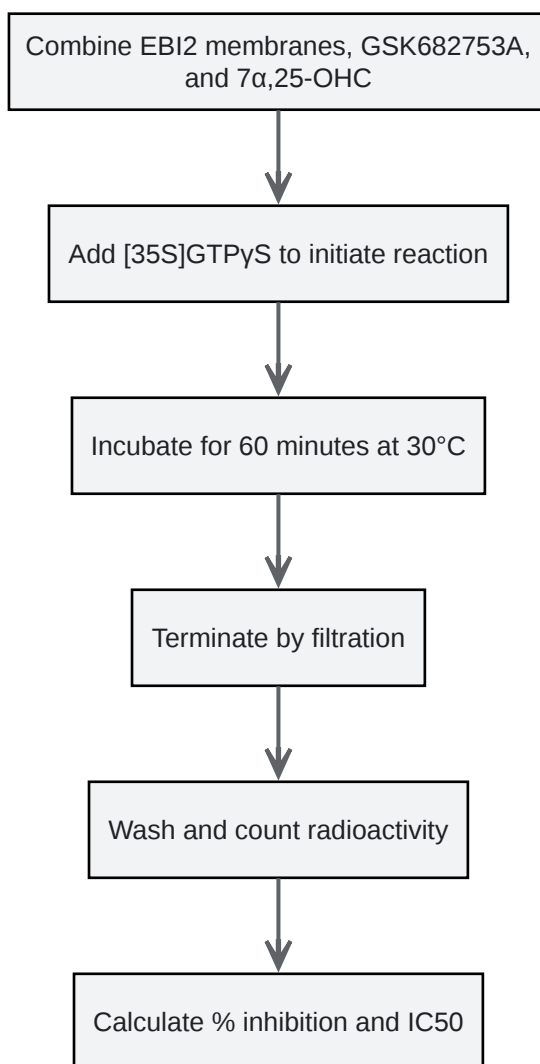 Combine EBI2 membranes, GSK682753A,
and 7α,25-OHC
Add [35S]GTPγS to initiate reaction
Incubate for 60 minutes at 30°C
Terminate by filtration
Wash and count radioactivity
Calculate % inhibition and IC50